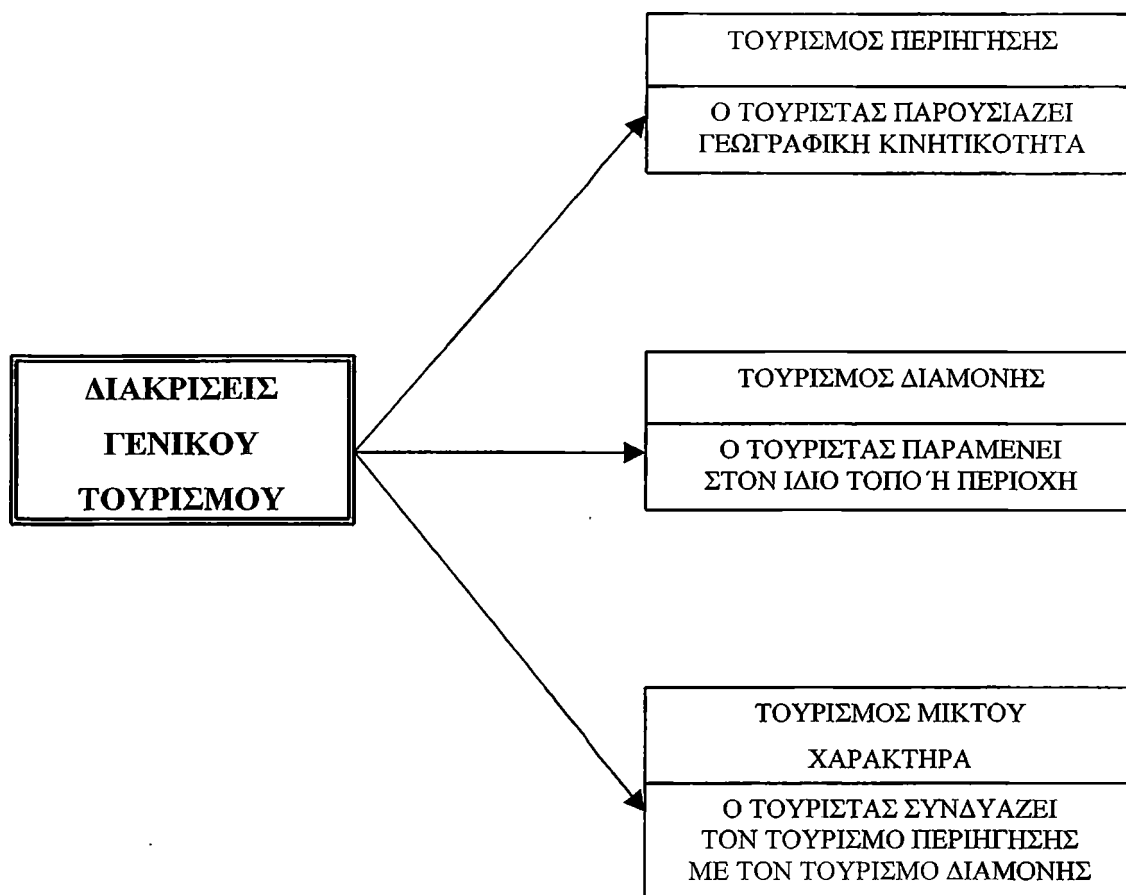 ΤΟΥΡΙΣΜΟΣ ΠΕΡΙΗΓΗΣΗΣ
Ο ΤΟΥΡΙΣΤΑΣ ΠΑΡΟΥΣΙΑΖΕΙ
ΓΕΩΓΡΑΦΙΚΗ ΚΙΝΗΤΙΚΟΤΗΤΑ
ΔΙΑΚΡΙΣΕΙΣ
ΓΕΝΙΚΟΥ
ΤΟΥΡΙΣΜΟΥ
ΤΟΥΡΙΣΜΟΣ ΔΙΑΜΟΝΗΣ
Ο ΤΟΥΡΙΣΤΑΣ ΠΑΡΑΜΕΝΕΙ
ΣΤΟΝ ΙΔΙΟ ΤΟΠΟ Ή ΠΕΡΙΟΧΗ
ΤΟΥΡΙΣΜΟΣ ΜΙΚΤΟΥ
ΧΑΡΑΚΤΗΡΑ
Ο ΤΟΥΡΙΣΤΑΣ ΣΥΝΔΥΑΖΕΙ
ΤΟΝ ΤΟΥΡΙΣΜΟ ΠΕΡΙΗΓΗΣΗΣ
ΜΕ ΤΟΝ ΤΟΥΡΙΣΜΟ ΔΙΑΜΟΝΗΣ